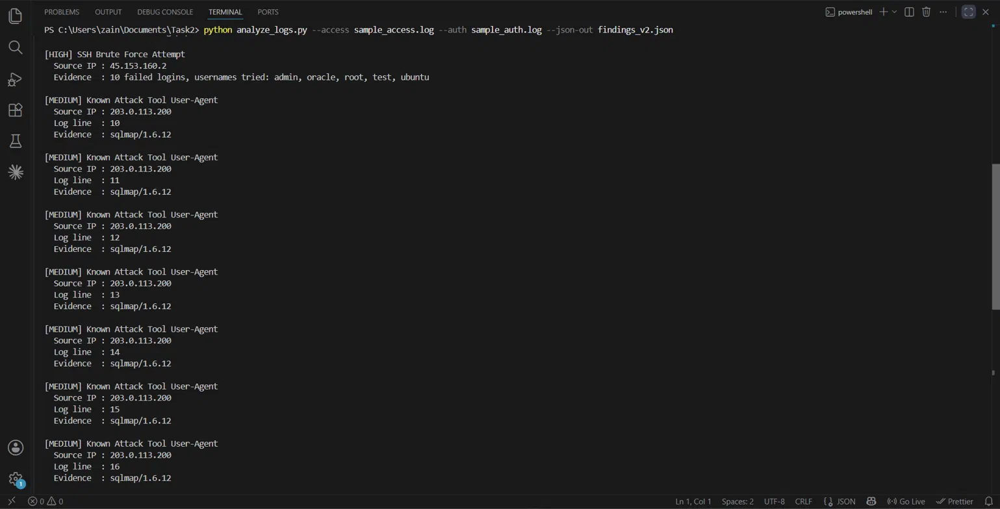 PROBLEMS OUTPUT DEBUG CONSOLE TERMINAL PORTS powershell
PS C:\Users\zain\Documents\Task2> python analyze_logs.py --access sample_access.log --auth sample_auth.log --json-out findings_v2.json
[HIGH] SSH Brute Force Attempt
Source IP : 45.153.160.2
Evidence : 10 failed logins, usernames tried: admin, oracle, root, test, ubuntu
[MEDIUM] Known Attack Tool User-Agent
Source IP : 203.0.113.200
Log line : 10
Evidence : sqlmap/1.6.12
[MEDIUM] Known Attack Tool User-Agent
Source IP : 203.0.113.200
Log line : 11
Evidence : sqlmap/1.6.12
[MEDIUM] Known Attack Tool User-Agent
Source IP : 203.0.113.200
Log line : 12
Evidence : sqlmap/1.6.12
[MEDIUM] Known Attack Tool User-Agent
Source IP : 203.0.113.200
Log line : 13
Evidence : sqlmap/1.6.12
[MEDIUM] Known Attack Tool User-Agent
Source IP : 203.0.113.200
Log line : 14
Evidence : sqlmap/1.6.12
[MEDIUM] Known Attack Tool User-Agent
Source IP : 203.0.113.200
Log line : 15
Evidence : sqlmap/1.6.12
[MEDIUM] Known Attack Tool User-Agent
Source IP : 203.0.113.200
Log line : 16
Evidence : sqlmap/1.6.12
1
0 0 Ln 1, Col 1 Spaces: 2 UTF-8 CRLF {} JSON Go Live Prettier